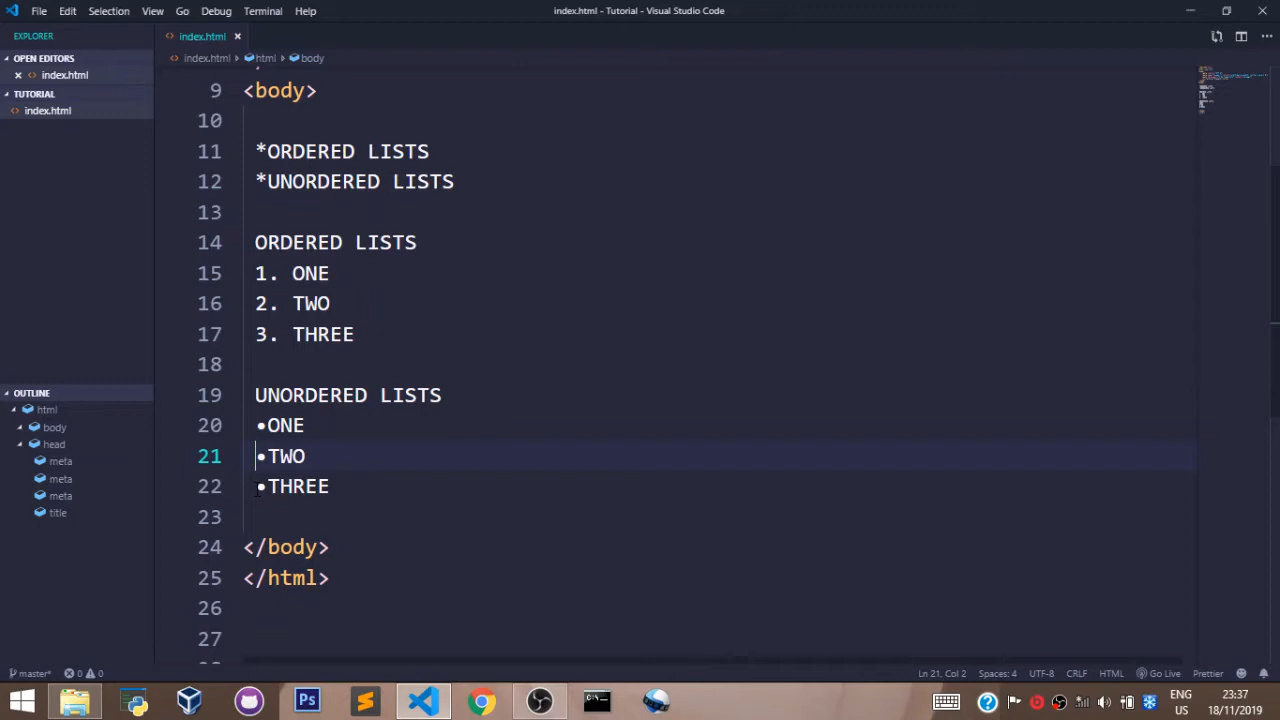 File Edit Selection View Go Debug Terminal Help
index.html - Tutorial - Visual Studio Code
EXPLORER
OPEN EDITORS
index.html
TUTORIAL
index.html
OUTLINE
html
body
head
meta
meta
meta
title
index.html
index.html html body
9 <body>
10
11 *ORDERED LISTS
12 *UNORDERED LISTS
13
14 ORDERED LISTS
15 1. ONE
16 2. TWO
17 3. THREE
18
19 UNORDERED LISTS
20 •ONE
21 •TWO
22 •THREE
23
24 </body>
25 </html>
26
27
master* 0 0
Ln 21, Col 2 Spaces: 4 UTF-8 CRLF HTML Go Live Prettier
Ps
ENG
US
23:37
18/11/2019